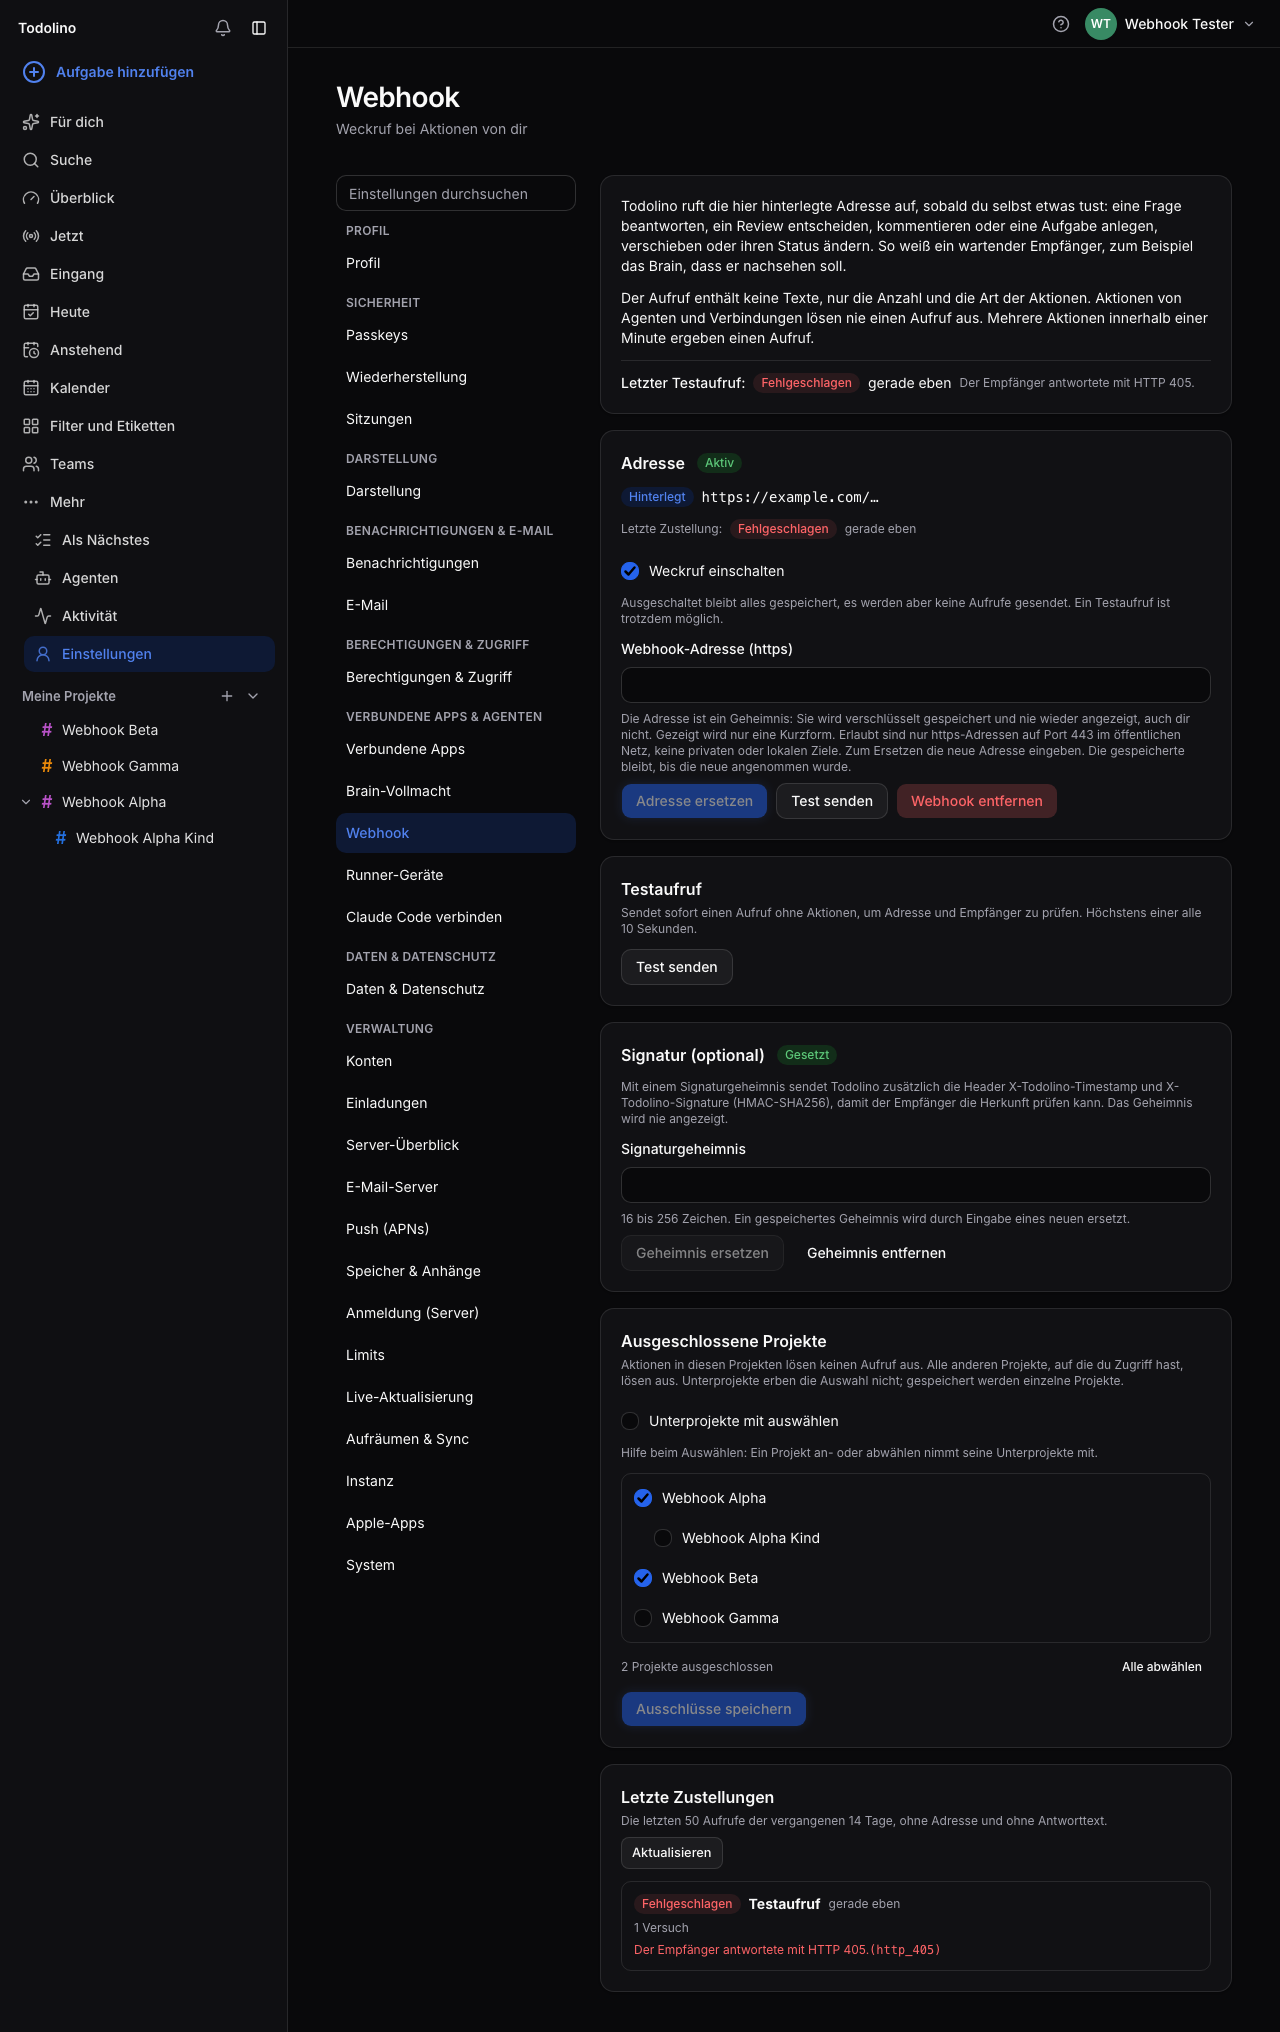 Todolino
Aufgabe hinzufügen
Für dich
Suche
Überblick
Jetzt
Eingang
Heute
Anstehend
Kalender
Filter und Etiketten
Teams
Mehr
Als Nächstes
Agenten
Aktivität
Einstellungen
Meine Projekte
# Webhook Beta
# Webhook Gamma
# Webhook Alpha
# Webhook Alpha Kind
WT Webhook Tester
Webhook
Weckruf bei Aktionen von dir
Einstellungen durchsuchen
PROFIL
Profil
SICHERHEIT
Passkeys
Wiederherstellung
Sitzungen
DARSTELLUNG
Darstellung
BENACHRICHTIGUNGEN & E-MAIL
Benachrichtigungen
E-Mail
BERECHTIGUNGEN & ZUGRIFF
Berechtigungen & Zugriff
VERBUNDENE APPS & AGENTEN
Verbundene Apps
Brain-Vollmacht
Webhook
Runner-Geräte
Claude Code verbinden
DATEN & DATENSCHUTZ
Daten & Datenschutz
VERWALTUNG
Konten
Einladungen
Server-Überblick
E-Mail-Server
Push (APNs)
Speicher & Anhänge
Anmeldung (Server)
Limits
Live-Aktualisierung
Aufräumen & Sync
Instanz
Apple-Apps
System
Todolino ruft die hier hinterlegte Adresse auf, sobald du selbst etwas tust: eine Frage
beantworten, ein Review entscheiden, kommentieren oder eine Aufgabe anlegen,
verschieben oder ihren Status ändern. So weiß ein wartender Empfänger, zum Beispiel
das Brain, dass er nachsehen soll.
Der Aufruf enthält keine Texte, nur die Anzahl und die Art der Aktionen. Aktionen von
Agenten und Verbindungen lösen nie einen Aufruf aus. Mehrere Aktionen innerhalb einer
Minute ergeben einen Aufruf.
Letzter Testaufruf: Fehlgeschlagen gerade eben Der Empfänger antwortete mit HTTP 405.
Adresse Aktiv
Hinterlegt https://example.com/…
Letzte Zustellung: Fehlgeschlagen gerade eben
Weckruf einschalten
Ausgeschaltet bleibt alles gespeichert, es werden aber keine Aufrufe gesendet. Ein Testaufruf ist
trotzdem möglich.
Webhook-Adresse (https)
Die Adresse ist ein Geheimnis: Sie wird verschlüsselt gespeichert und nie wieder angezeigt, auch dir
nicht. Gezeigt wird nur eine Kurzform. Erlaubt sind nur https-Adressen auf Port 443 im öffentlichen
Netz, keine privaten oder lokalen Ziele. Zum Ersetzen die neue Adresse eingeben. Die gespeicherte
bleibt, bis die neue angenommen wurde.
Adresse ersetzen Test senden Webhook entfernen
Testaufruf
Sendet sofort einen Aufruf ohne Aktionen, um Adresse und Empfänger zu prüfen. Höchstens einer alle
10 Sekunden.
Test senden
Signatur (optional) Gesetzt
Mit einem Signaturgeheimnis sendet Todolino zusätzlich die Header X-Todolino-Timestamp und X-
Todolino-Signature (HMAC-SHA256), damit der Empfänger die Herkunft prüfen kann. Das Geheimnis
wird nie angezeigt.
Signaturgeheimnis
16 bis 256 Zeichen. Ein gespeichertes Geheimnis wird durch Eingabe eines neuen ersetzt.
Geheimnis ersetzen Geheimnis entfernen
Ausgeschlossene Projekte
Aktionen in diesen Projekten lösen keinen Aufruf aus. Alle anderen Projekte, auf die du Zugriff hast,
lösen aus. Unterprojekte erben die Auswahl nicht; gespeichert werden einzelne Projekte.
Unterprojekte mit auswählen
Hilfe beim Auswählen: Ein Projekt an- oder abwählen nimmt seine Unterprojekte mit.
Webhook Alpha
Webhook Alpha Kind
Webhook Beta
Webhook Gamma
2 Projekte ausgeschlossen Alle abwählen
Ausschlüsse speichern
Letzte Zustellungen
Die letzten 50 Aufrufe der vergangenen 14 Tage, ohne Adresse und ohne Antworttext.
Aktualisieren
Fehlgeschlagen Testaufruf gerade eben
1 Versuch
Der Empfänger antwortete mit HTTP 405.(http_405)